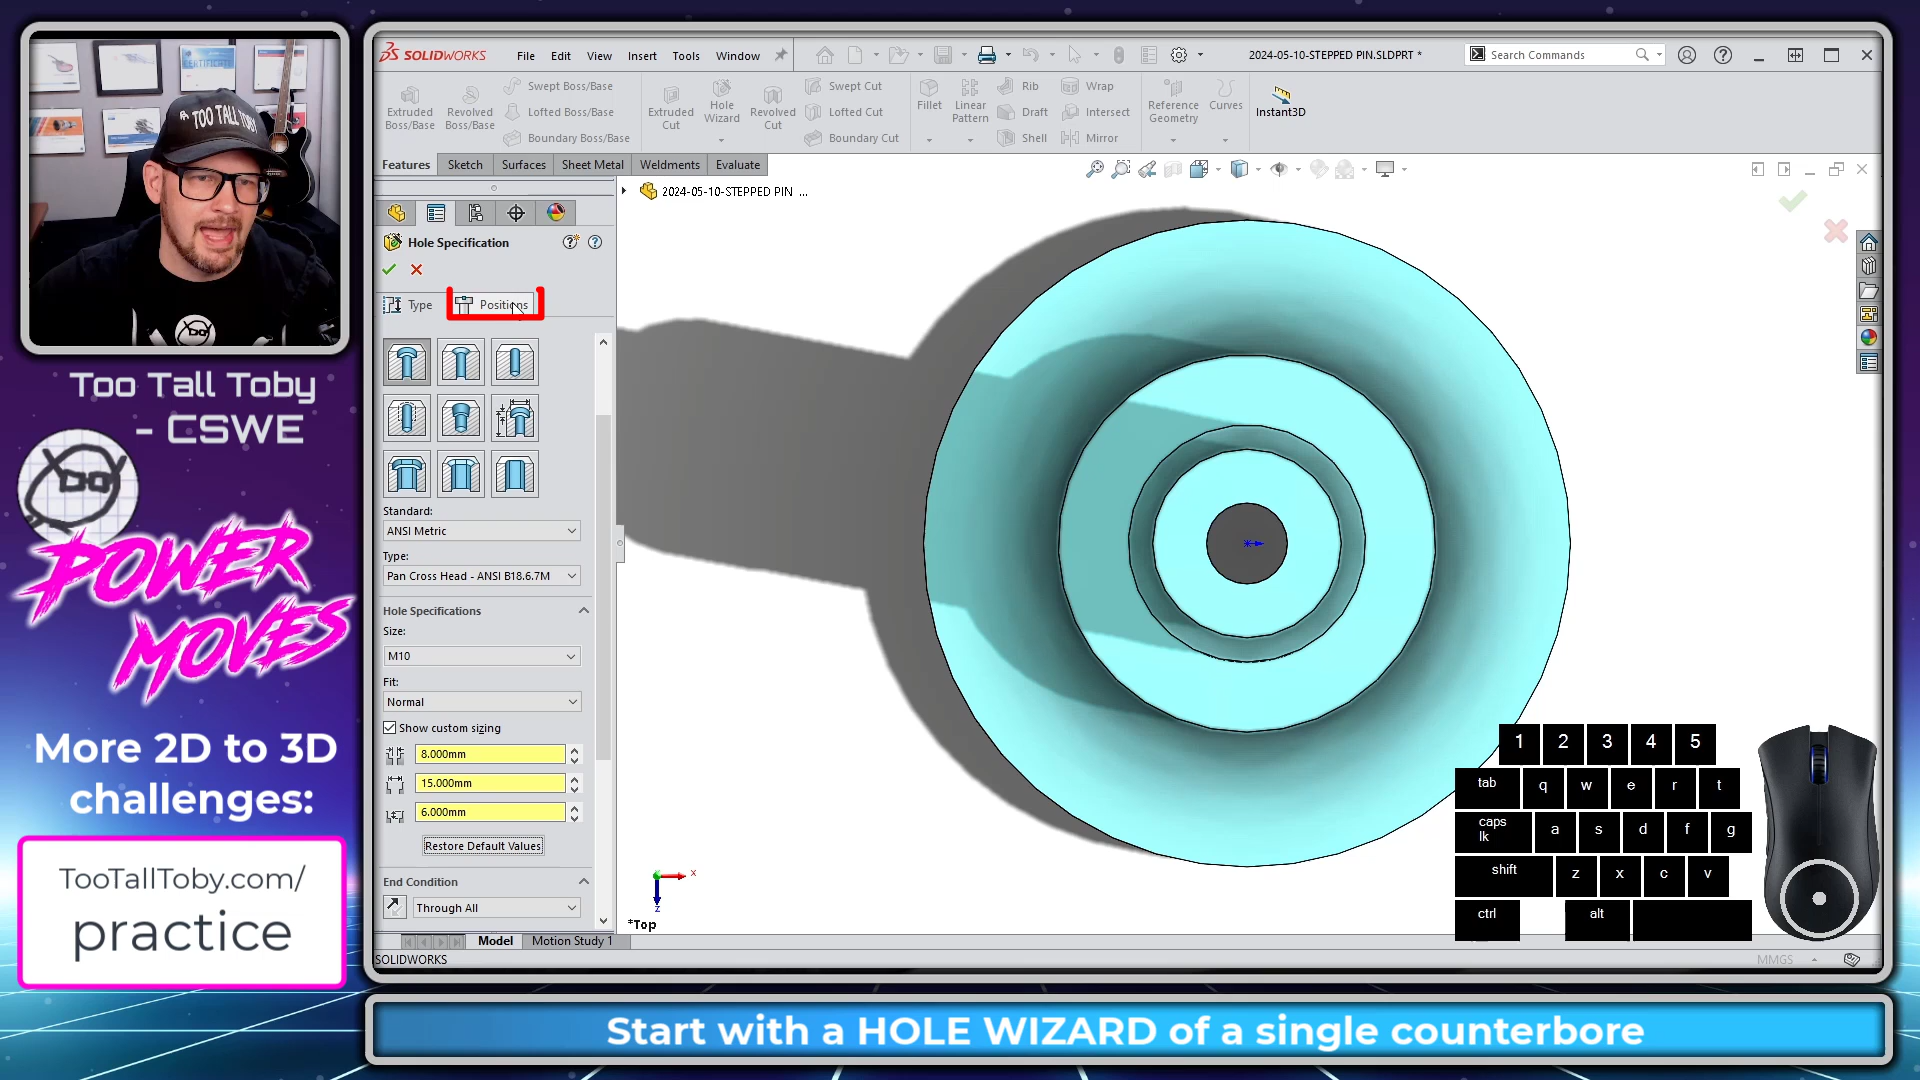 TOO TALL TOBY
CERTIFICATE
Too Tall Toby
- CSWE
POWER
MOVES
More 2D to 3D
challenges:
TooTallToby.com/
practice
SOLIDWORKS
File Edit View Insert Tools Window
2024-05-10-STEPPED PIN.SLDPRT *
Search Commands
Extruded Boss/Base
Revolved Boss/Base
Swept Boss/Base
Lofted Boss/Base
Boundary Boss/Base
Extruded Cut
Hole Wizard
Revolved Cut
Swept Cut
Lofted Cut
Boundary Cut
Fillet
Linear Pattern
Rib
Draft
Shell
Wrap
Intersect
Mirror
Reference Geometry
Curves
Instant3D
Features Sketch Surfaces Sheet Metal Weldments Evaluate
2024-05-10-STEPPED PIN ...
Hole Specification
Type Positions
Standard:
ANSI Metric
Type:
Pan Cross Head - ANSI B18.6.7M
Hole Specifications
Size:
M10
Fit:
Normal
Show custom sizing
8.000mm
15.000mm
6.000mm
Restore Default Values
End Condition
Through All
x
z
*Top
Model Motion Study 1
SOLIDWORKS
MMGS
1 2 3 4 5
tab q w e r t
caps lk a s d f g
shift z x c v
ctrl alt
Start with a HOLE WIZARD of a single counterbore